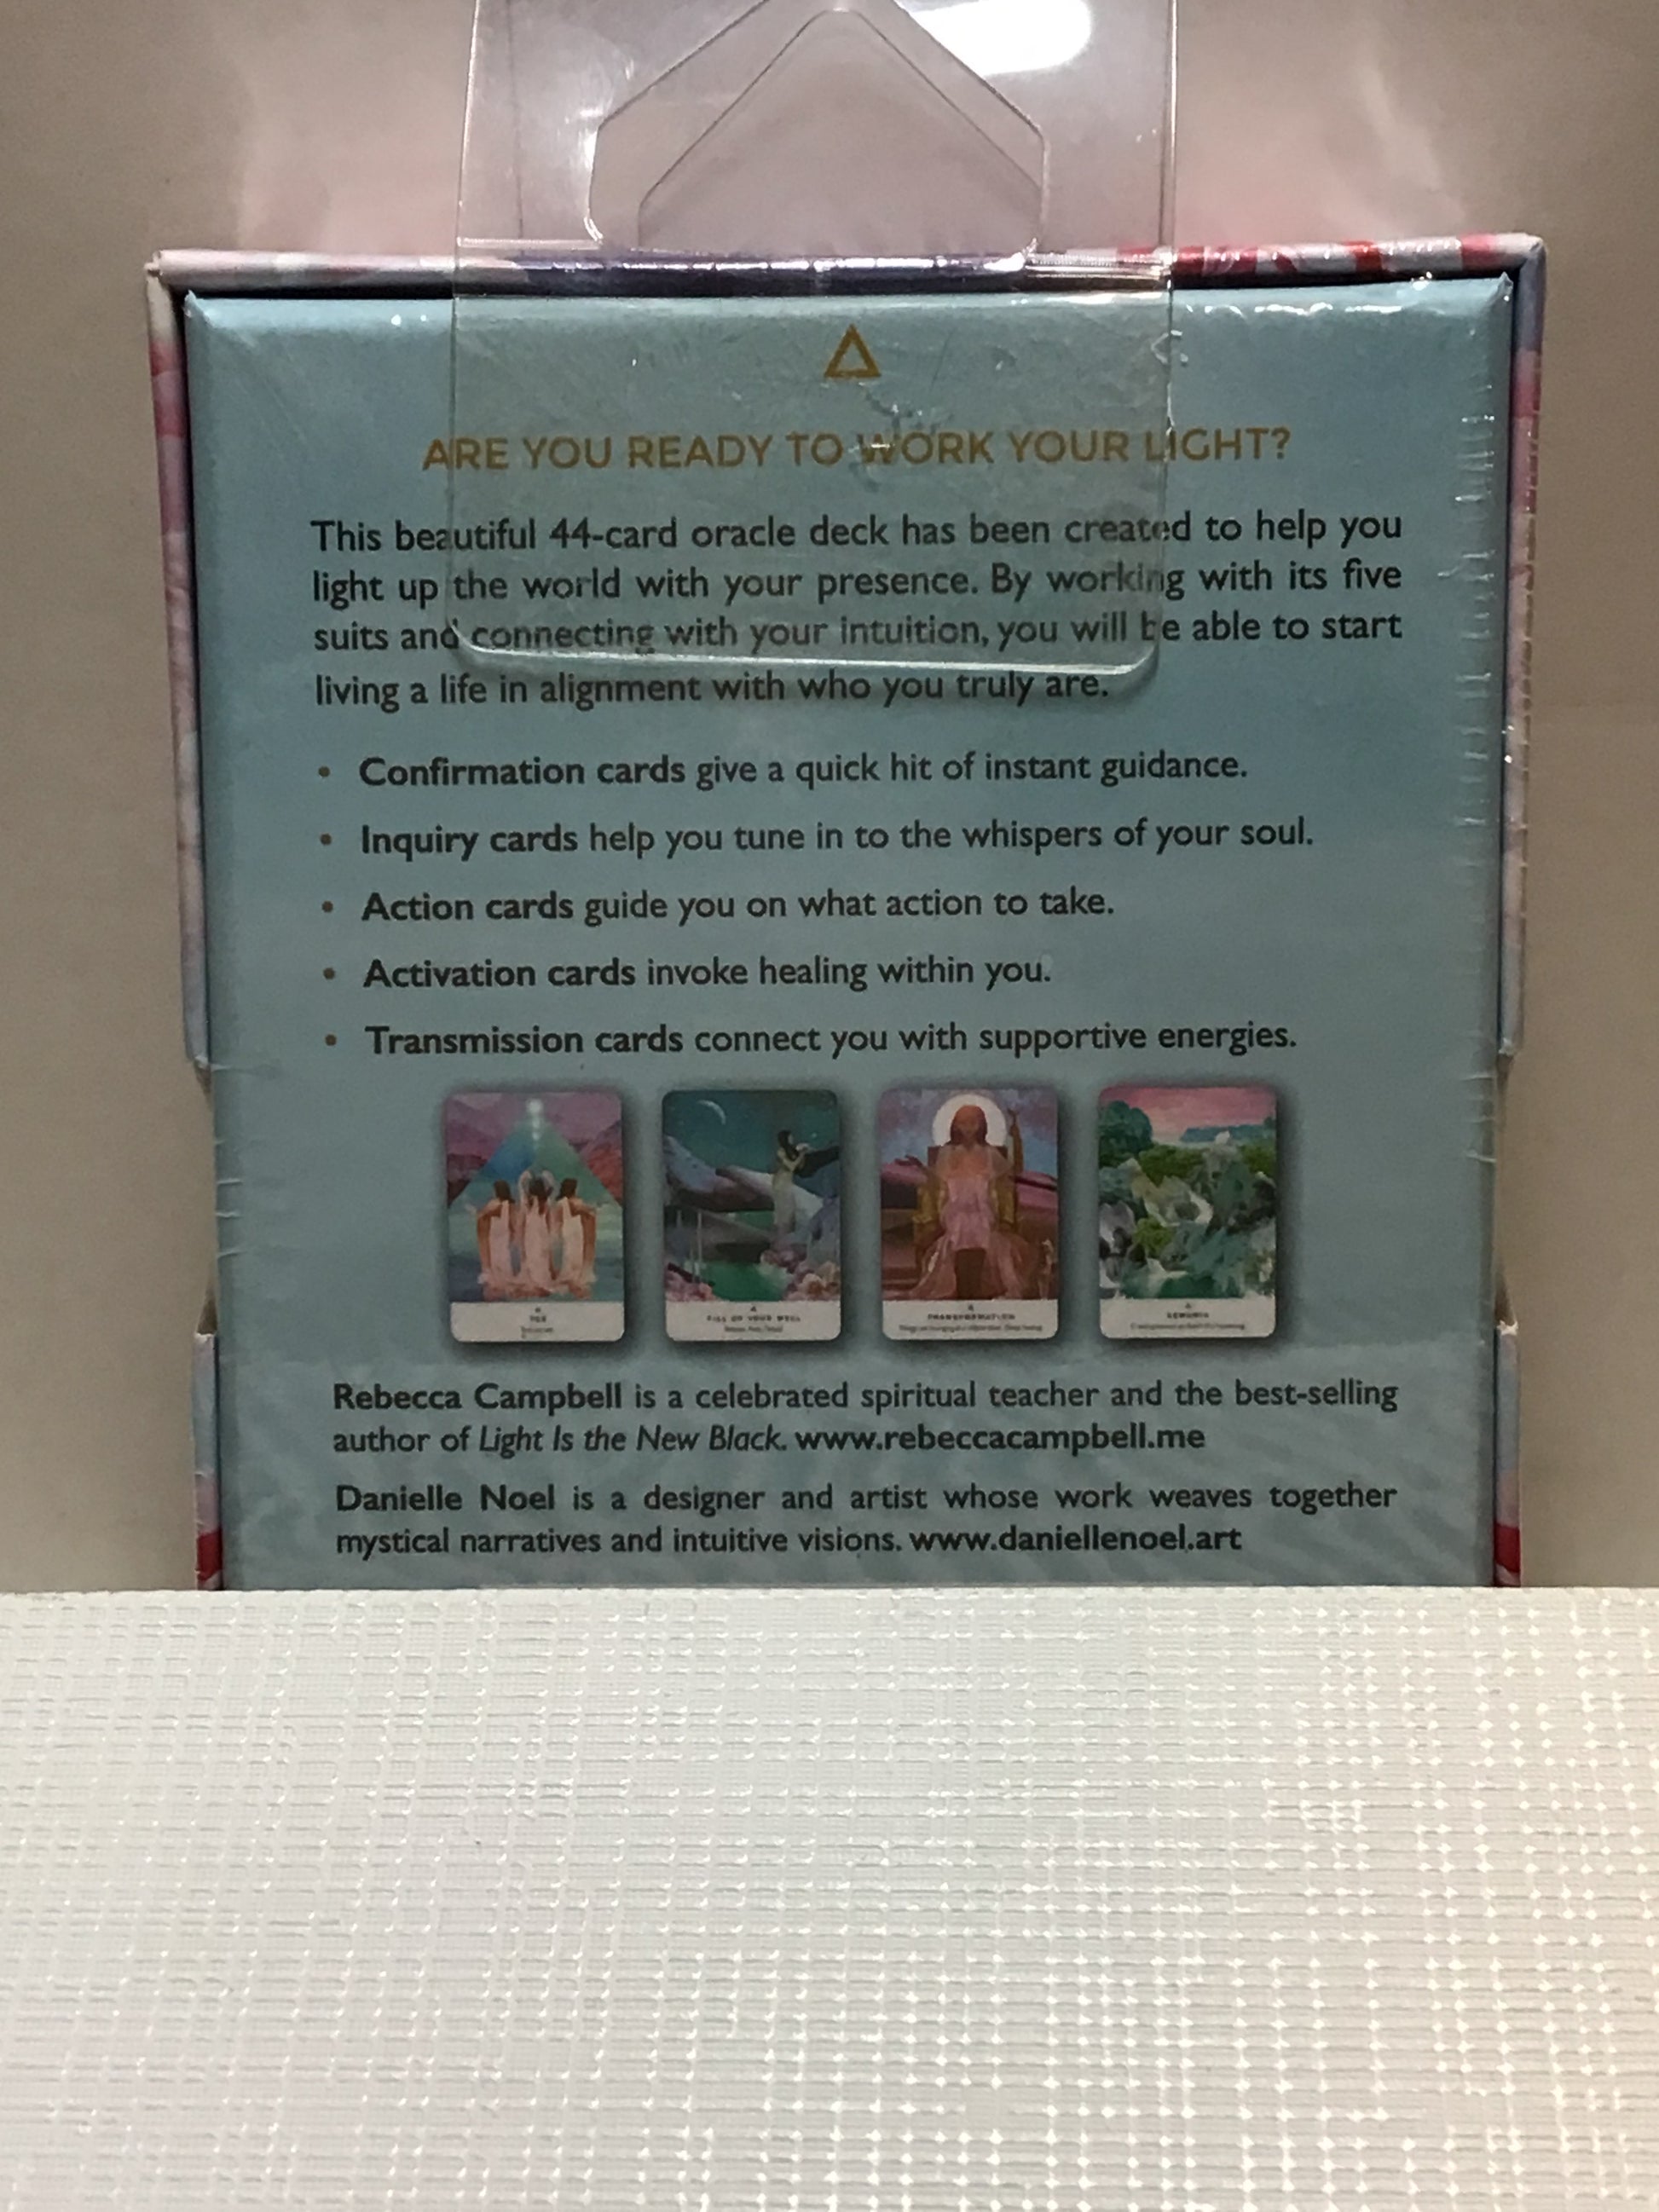 ARE YOU READY TO WORK YOUR LIGHT?
This beautiful 44-card oracle deck has been created to help you
light up the world with your presence. By working with its five
suits and connecting with your intuition, you will be able to start
living a life in alignment with who you truly are.
• Confirmation cards give a quick hit of instant guidance.
• Inquiry cards help you tune in to the whispers of your soul.
• Action cards guide you on what action to take.
• Activation cards invoke healing within you.
• Transmission cards connect you with supportive energies.
FILL UP YOUR WELL
TRANSFORMATION
LEMURIA
Rebecca Campbell is a celebrated spiritual teacher and the best-selling
author of Light Is the New Black. www.rebeccacampbell.me
Danielle Noel is a designer and artist whose work weaves together
mystical narratives and intuitive visions. www.daniellenoel.art